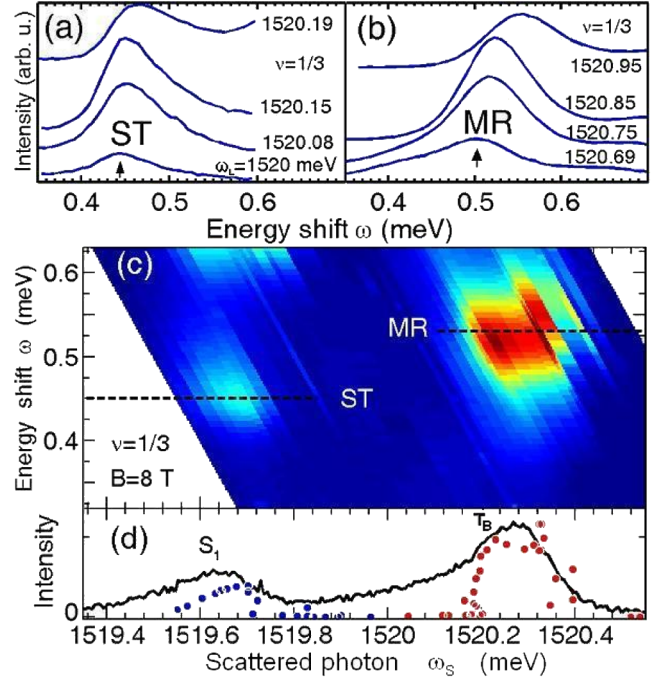 (a)
1520.19
ν=1/3
1520.15
ST
1520.08
ω_L=1520 meV
Intensity (arb. u.)
0.4 0.5 0.6
(b)
ν=1/3
1520.95
1520.85
MR
1520.75
1520.69
0.4 0.5 0.6 0.7
Energy shift ω (meV)
(c)
0.6
MR
0.5
ST
0.4
ν=1/3
B=8 T
Energy shift ω (meV)
(d)
S₁
T_B
Intensity
0
1519.4 1519.6 1519.8 1520 1520.2 1520.4
Scattered photon ω_S (meV)